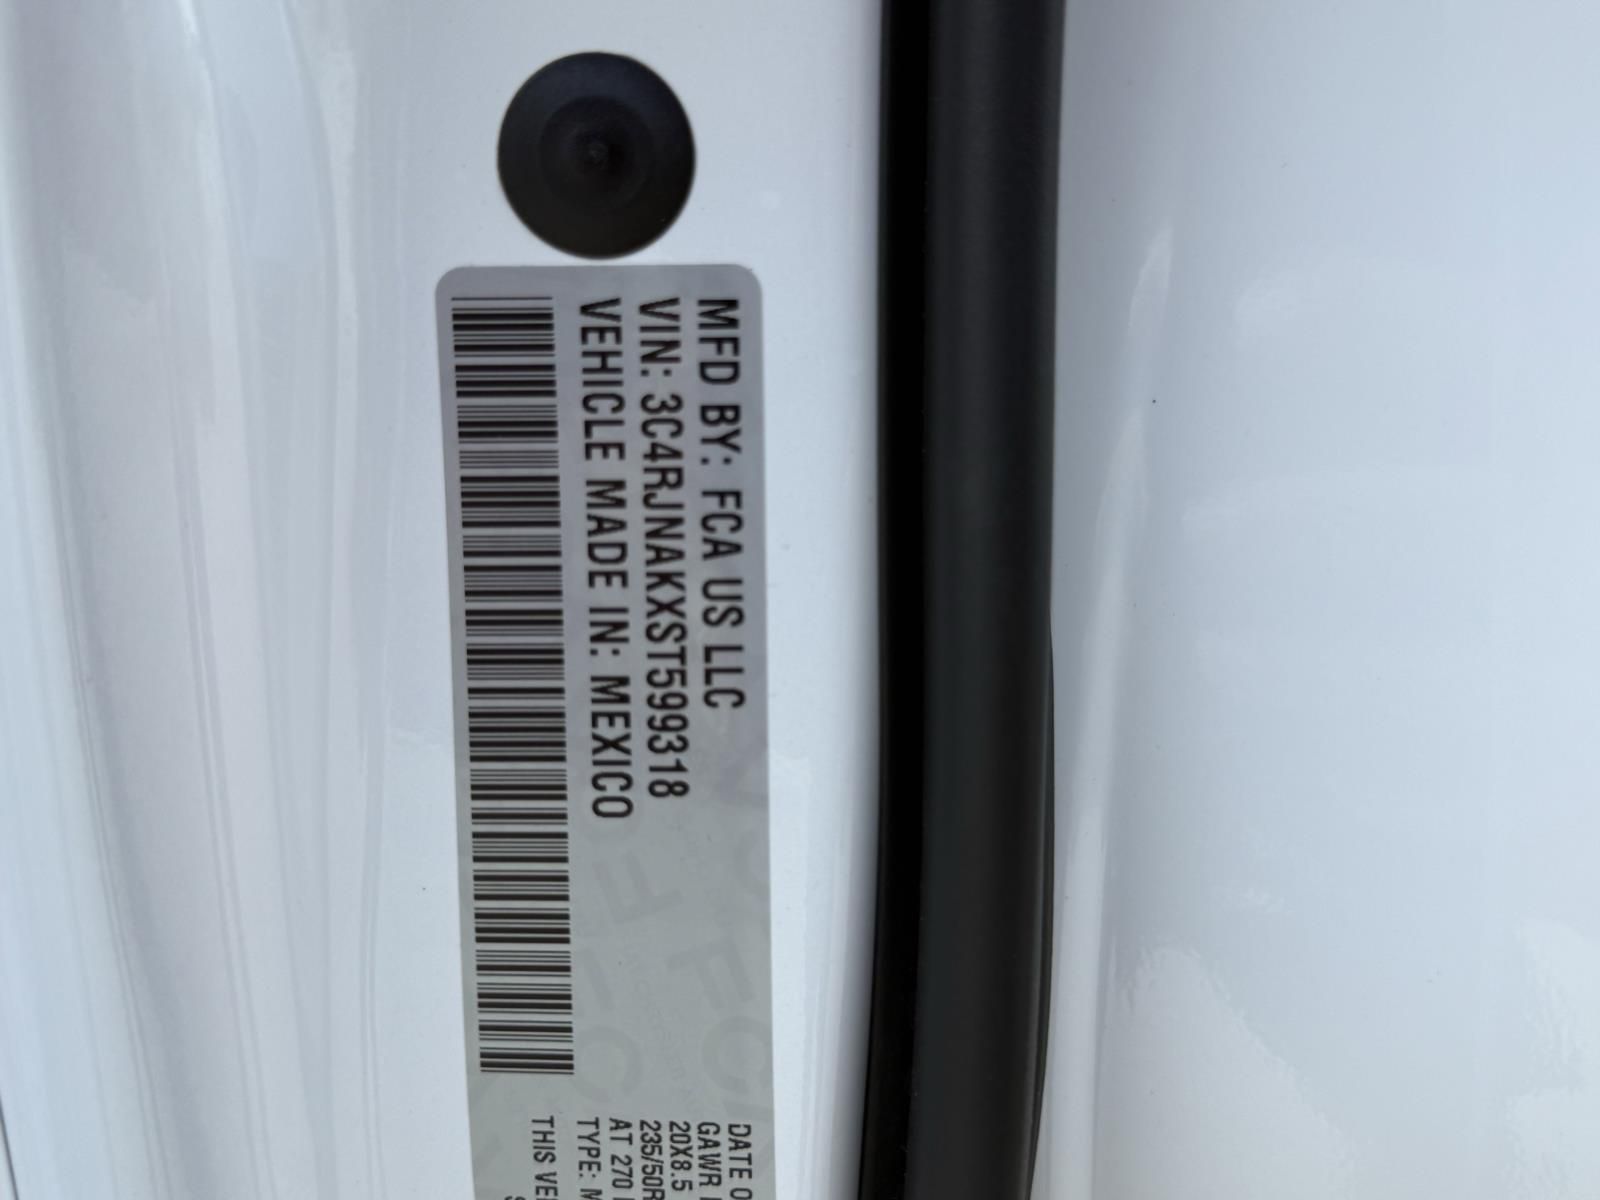 MFD BY: FCA US LLC
VIN: 3C4RJNAKXST599318
VEHICLE MADE IN: MEXICO
DATE O
GAWR
20X8.5
235/50R
AT 270
TYPE: M
THIS VE